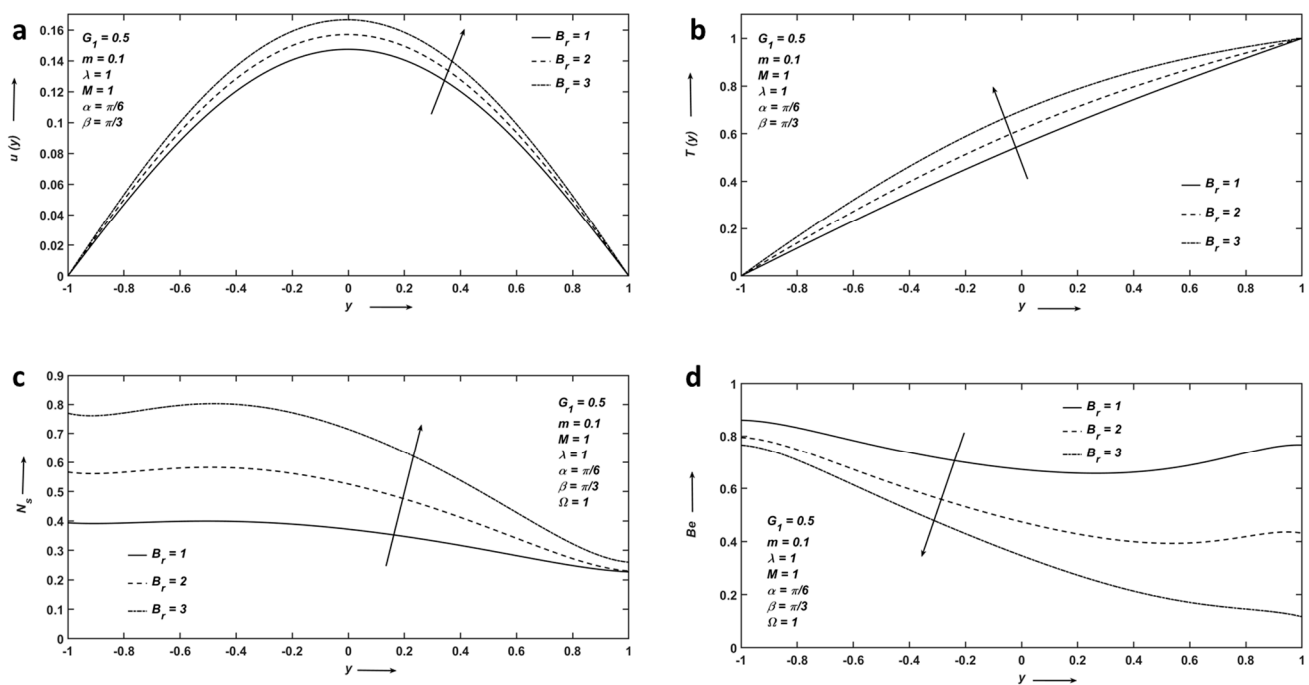 a
G1 = 0.5
m = 0.1
λ = 1
M = 1
α = π/6
β = π/3
Br = 1
Br = 2
Br = 3
0.16
0.14
0.12
0.1
0.08
0.06
0.04
0.02
0
u (y)
-1 -0.8 -0.6 -0.4 -0.2 0 0.2 0.4 0.6 0.8 1
y
b
G1 = 0.5
m = 0.1
M = 1
λ = 1
α = π/6
β = π/3
Br = 1
Br = 2
Br = 3
1
0.8
0.6
0.4
0.2
0
T (y)
-1 -0.8 -0.6 -0.4 -0.2 0 0.2 0.4 0.6 0.8 1
y
c
G1 = 0.5
m = 0.1
M = 1
λ = 1
α = π/6
β = π/3
Ω = 1
Br = 1
Br = 2
Br = 3
0.9
0.8
0.7
0.6
0.5
0.4
0.3
0.2
0.1
0
Ns
-1 -0.8 -0.6 -0.4 -0.2 0 0.2 0.4 0.6 0.8 1
y
d
Br = 1
Br = 2
Br = 3
G1 = 0.5
m = 0.1
λ = 1
M = 1
α = π/6
β = π/3
Ω = 1
1
0.8
0.6
0.4
0.2
0
Be
-1 -0.8 -0.6 -0.4 -0.2 0 0.2 0.4 0.6 0.8 1
y